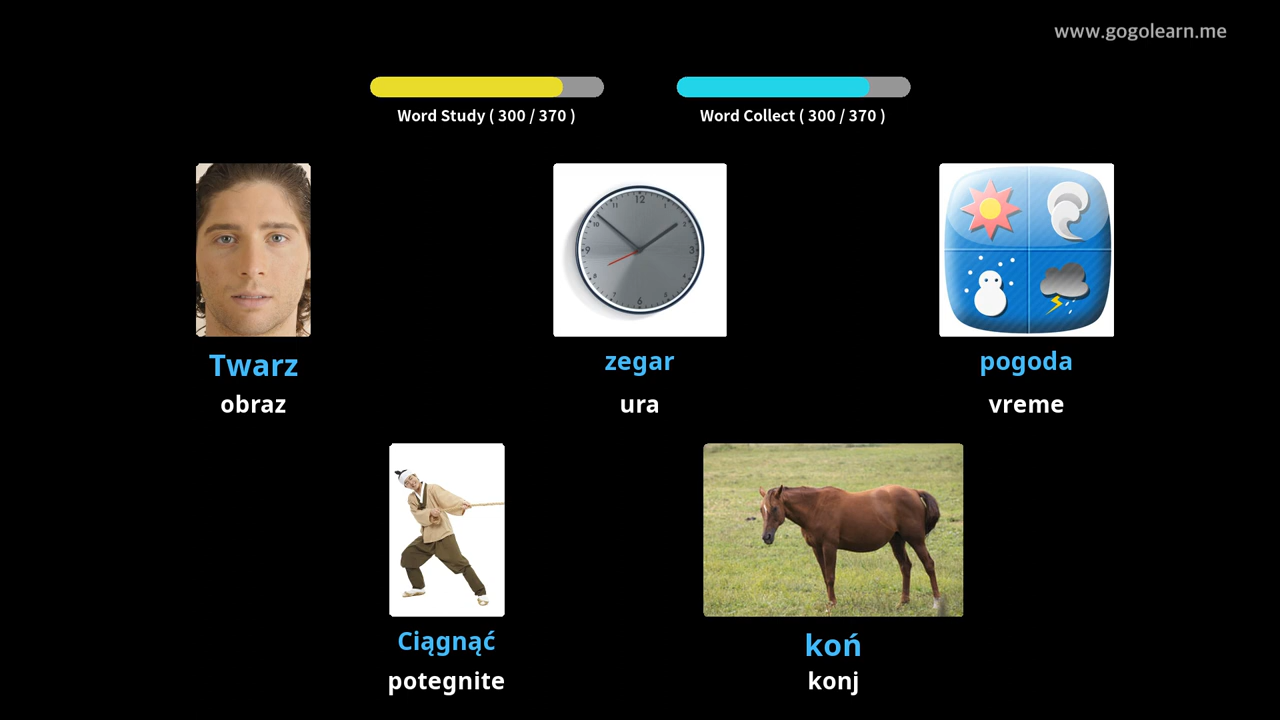 www.gogolearn.me
Word Study ( 300 / 370 )
Word Collect ( 300 / 370 )
12
Twarz
obraz
zegar
ura
pogoda
vreme
Ciągnąć
potegnite
koń
konj